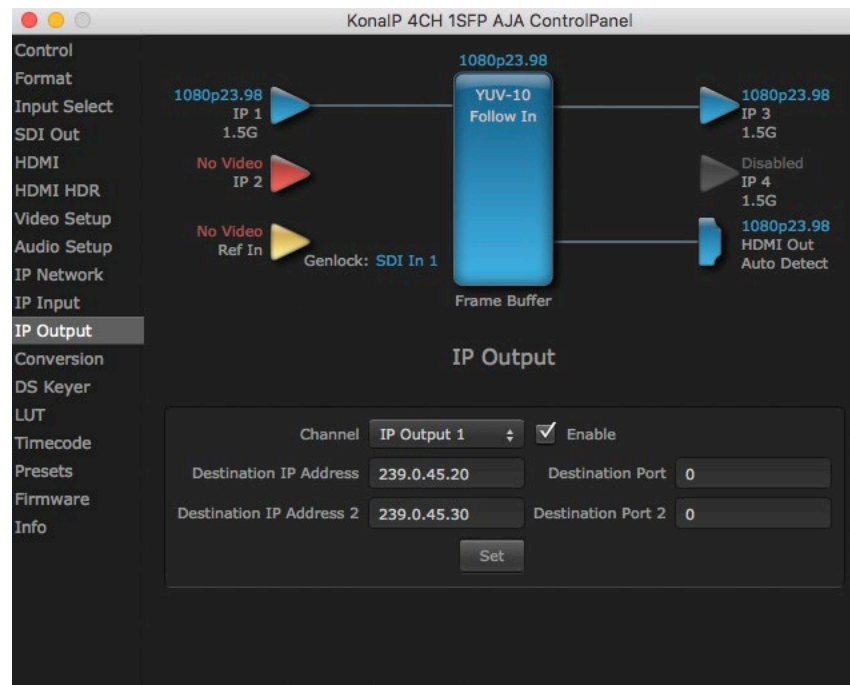 KonaIP 4CH 1SFP AJA ControlPanel
Control
Format
Input Select
SDI Out
HDMI
HDMI HDR
Video Setup
Audio Setup
IP Network
IP Input
IP Output
Conversion
DS Keyer
LUT
Timecode
Presets
Firmware
Info
1080p23.98
1080p23.98
IP 1
1.5G
No Video
IP 2
No Video
Ref In
Genlock: SDI In 1
YUV-10
Follow In
Frame Buffer
1080p23.98
IP 3
1.5G
Disabled
IP 4
1.5G
1080p23.98
HDMI Out
Auto Detect
IP Output
Channel IP Output 1 Enable
Destination IP Address 239.0.45.20 Destination Port 0
Destination IP Address 2 239.0.45.30 Destination Port 2 0
Set